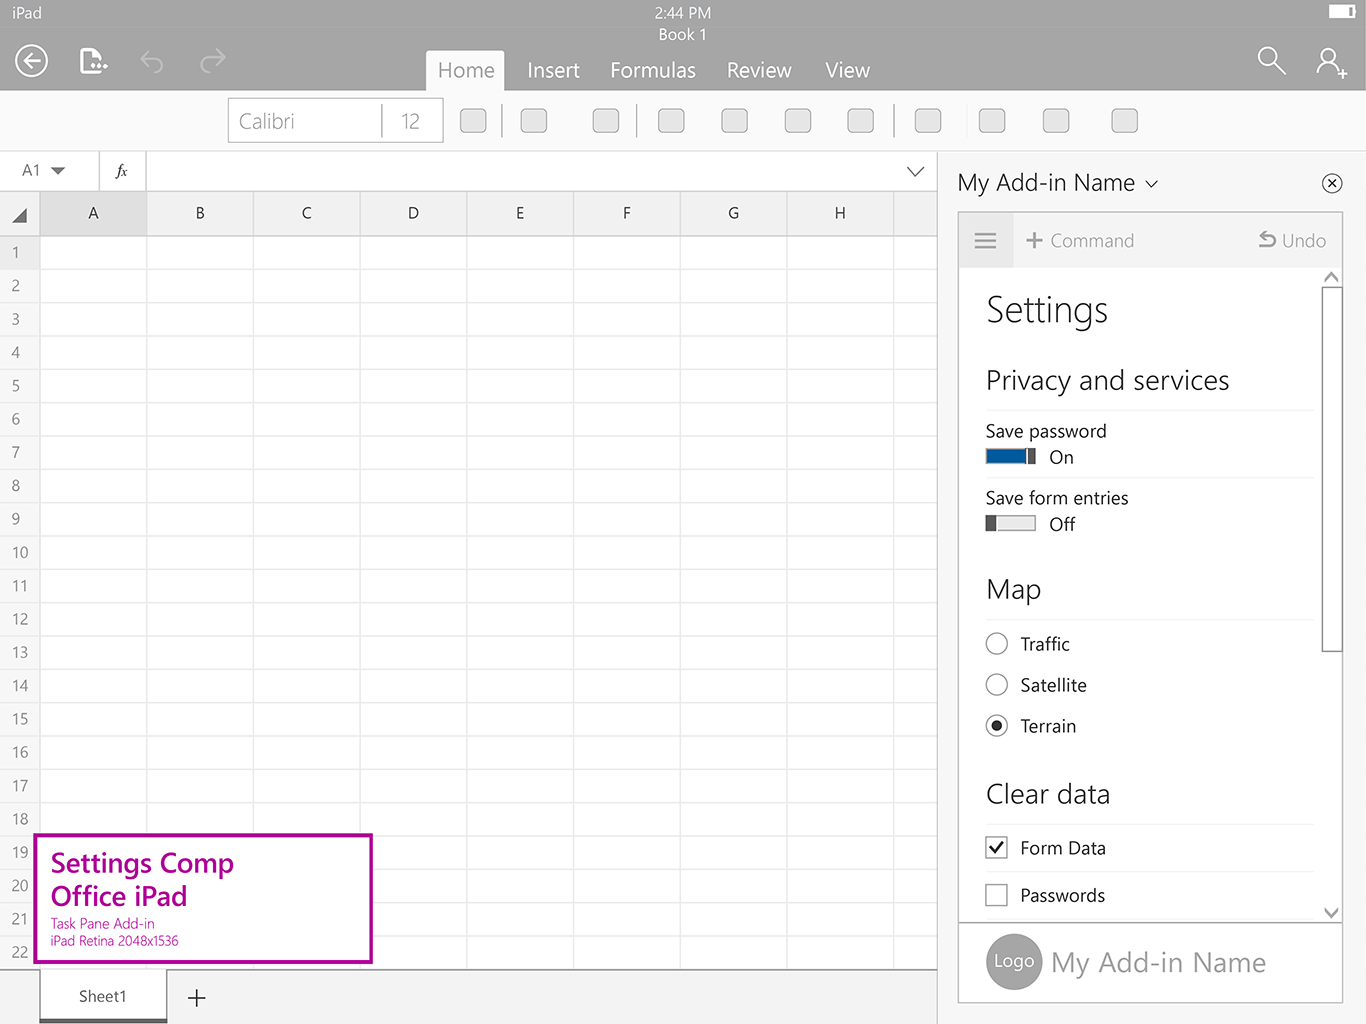 iPad
2:44 PM
Book 1
Home Insert Formulas Review View
Calibri 12
A1 fx
My Add-in Name
A B C D E F G H
Command Undo
1
2
3
4
5
6
7
8
9
10
11
12
13
14
15
16
17
18
19
20
21
22
Settings
Privacy and services
Save password
On
Save form entries
Off
Map
Traffic
Satellite
Terrain
Clear data
Form Data
Passwords
Logo My Add-in Name
Settings Comp
Office iPad
Task Pane Add-in
iPad Retina 2048x1536
Sheet1